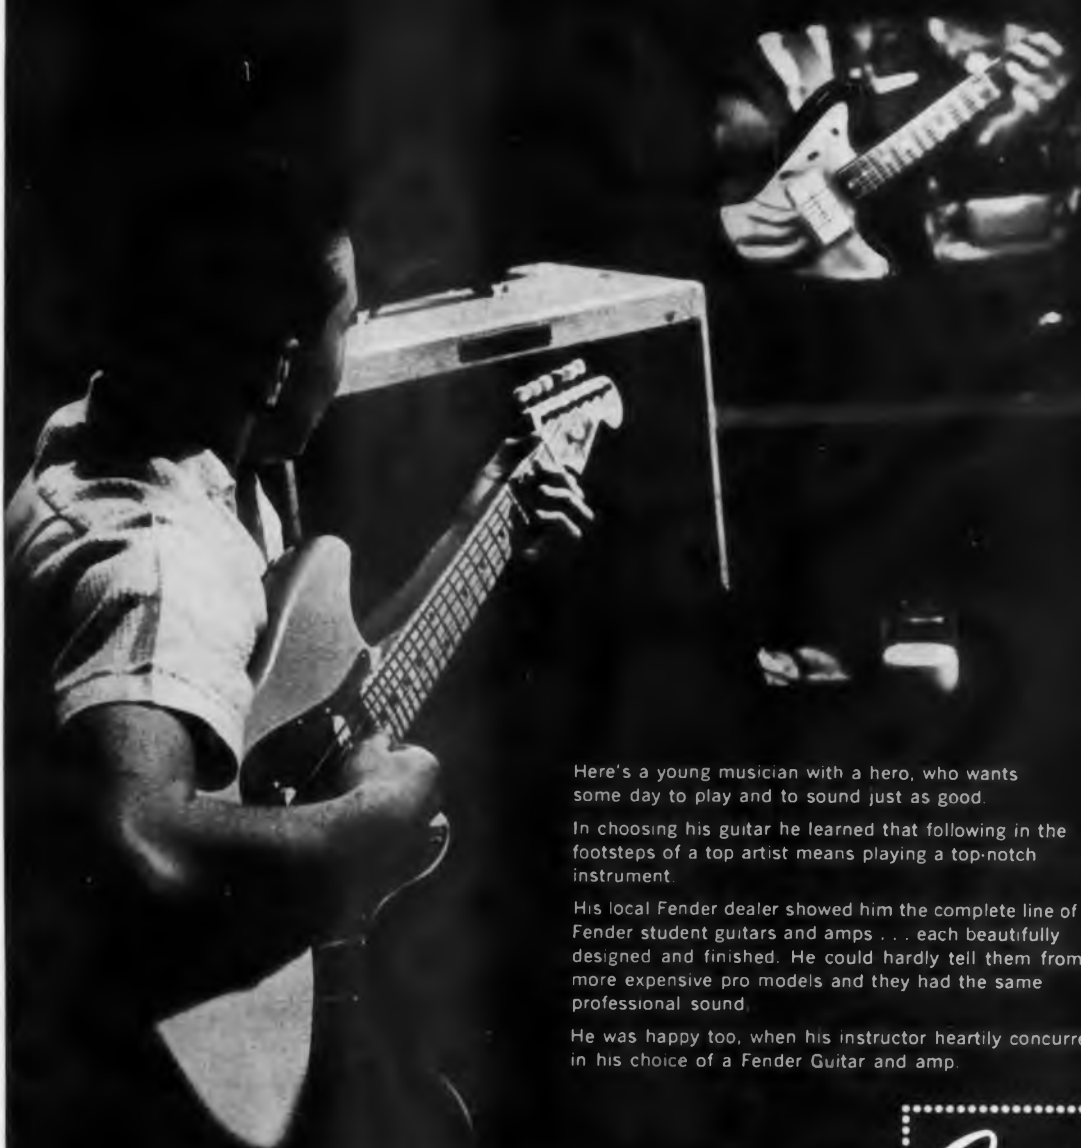 Here's a young musician with a hero, who wants
some day to play and to sound just as good.
In choosing his guitar he learned that following in the
footsteps of a top artist means playing a top-notch
instrument.
His local Fender dealer showed him the complete line of
Fender student guitars and amps . . . each beautifully
designed and finished. He could hardly tell them from
more expensive pro models and they had the same
professional sound.
He was happy too, when his instructor heartily concurre
in his choice of a Fender Guitar and amp.